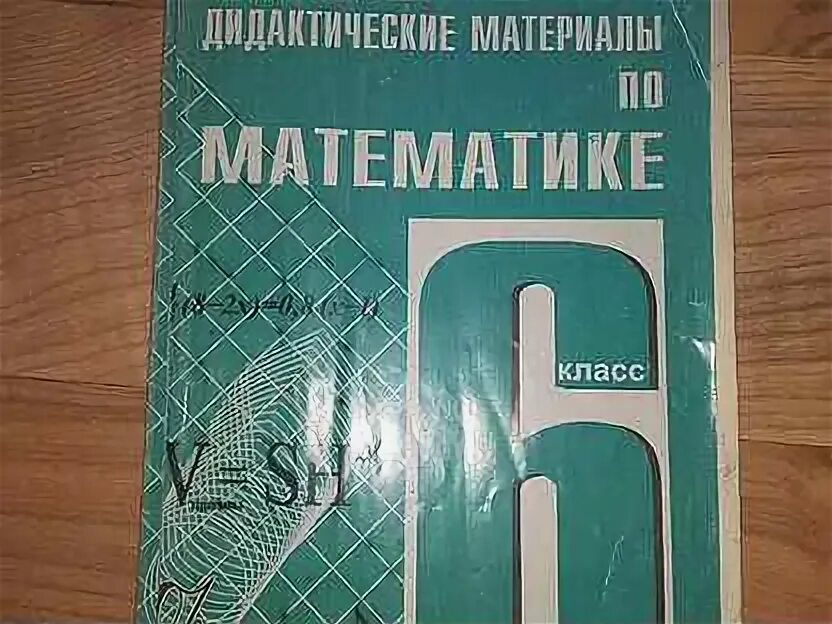 ДИДАКТИЧЕСКИЕ МАТЕРИАЛЫ
ПО
МАТЕМАТИКЕ
6
класс
V = SH
%